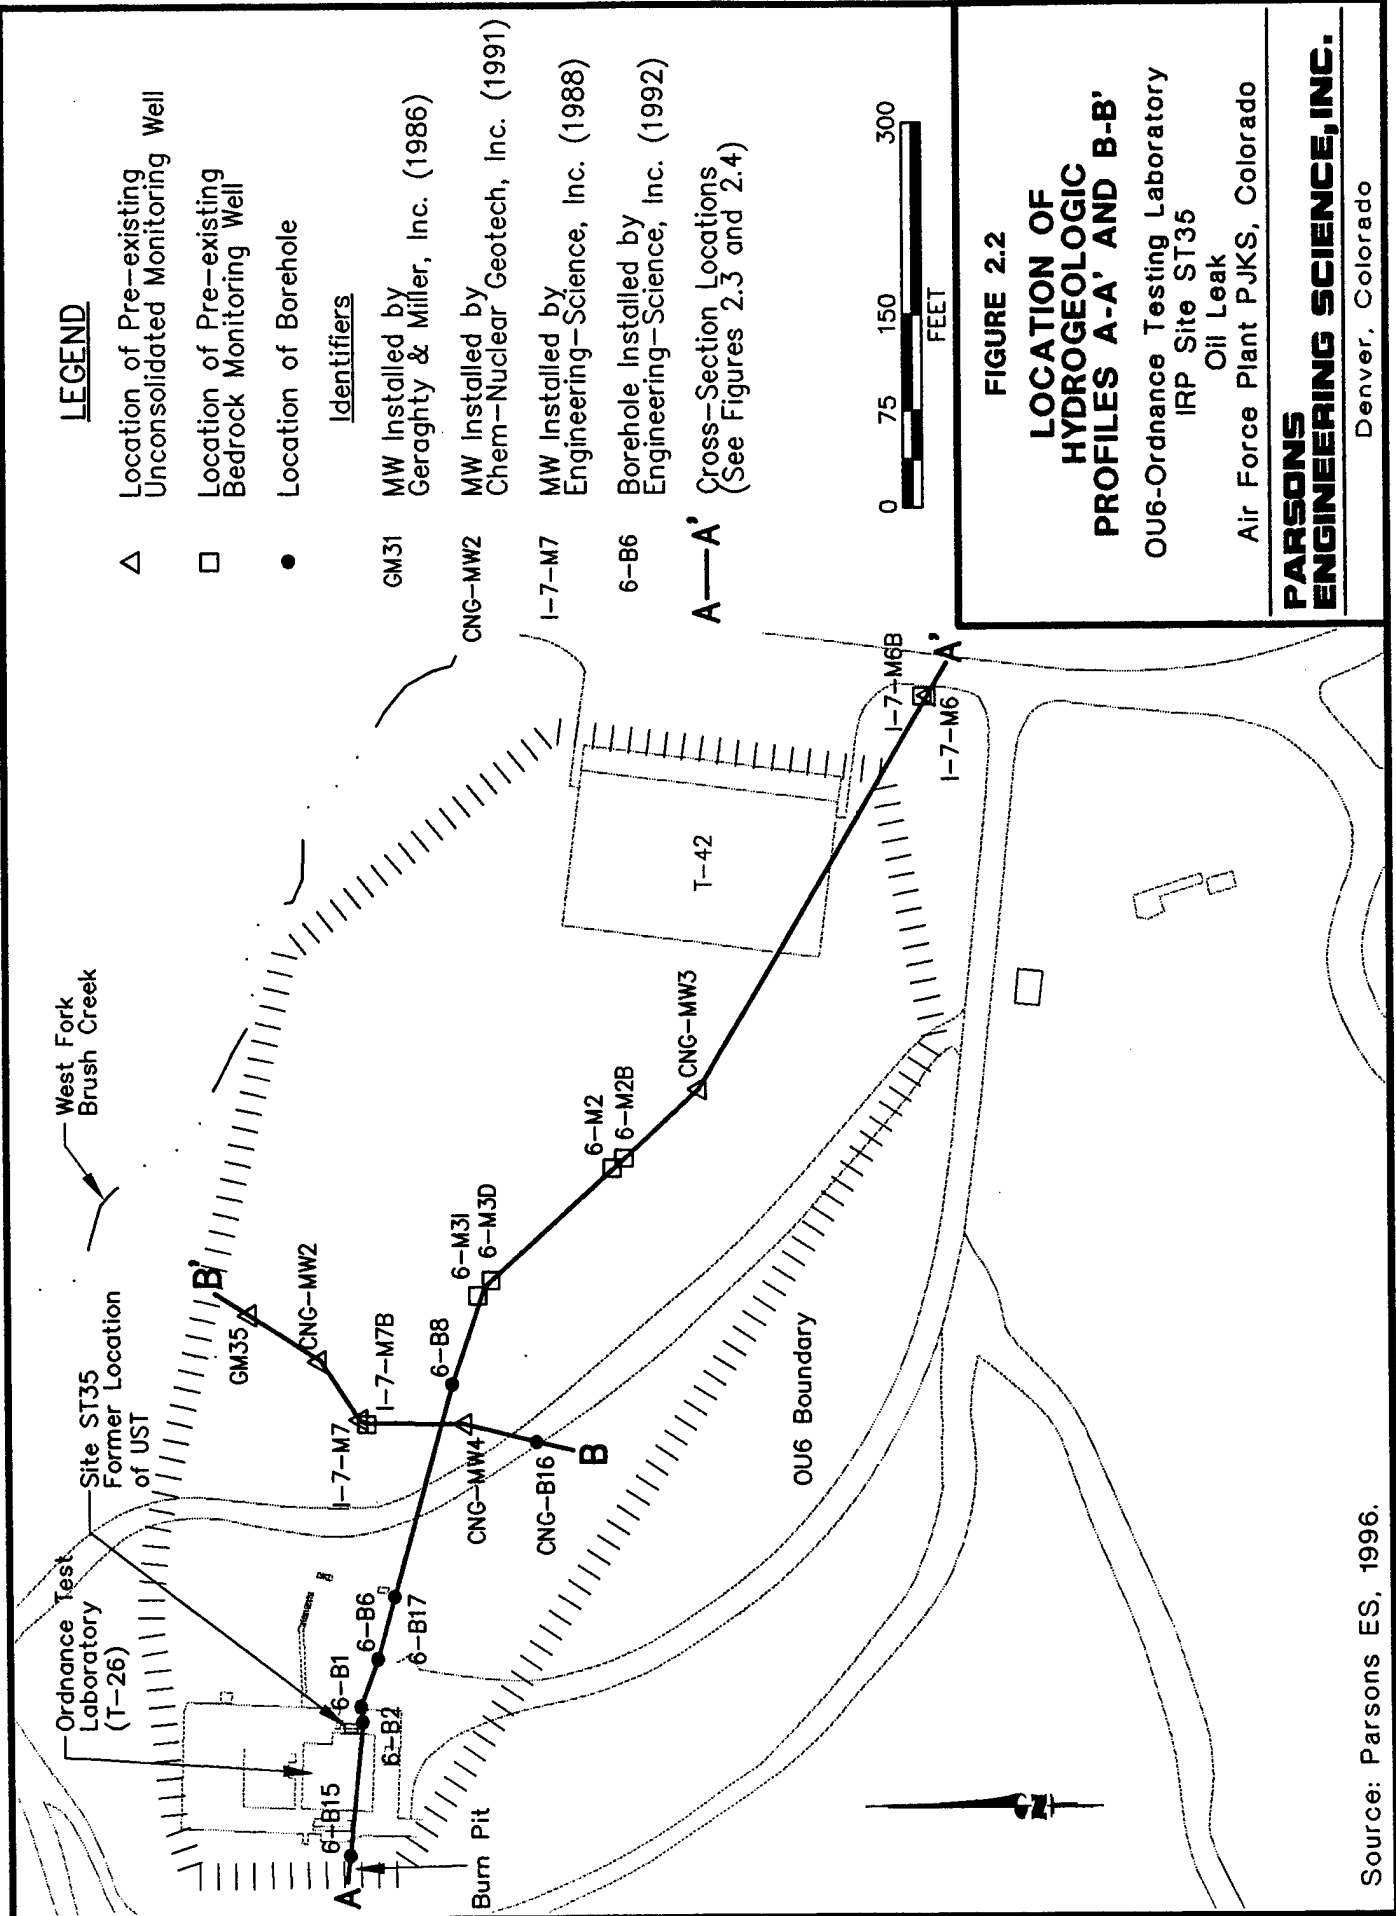 LEGEND
Location of Pre-existing
Unconsolidated Monitoring Well
Location of Pre-existing
Bedrock Monitoring Well
Location of Borehole
Identifiers
GM31
MW Installed by
Geraghty & Miller, Inc. (1986)
CNG-MW2
MW Installed by
Chem-Nuclear Geotech, Inc. (1991)
I-7-M7
MW Installed by
Engineering-Science, Inc. (1988)
6-B6
Borehole Installed by
Engineering-Science, Inc. (1992)
A—A'
Cross-Section Locations
(See Figures 2.3 and 2.4)
0 75 150 300
FEET
FIGURE 2.2
LOCATION OF
HYDROGEOLOGIC
PROFILES A-A' AND B-B'
OU6-Ordnance Testing Laboratory
IRP Site ST35
Oil Leak
Air Force Plant PJKS, Colorado
PARSONS
ENGINEERING SCIENCE, INC.
Denver, Colorado
West Fork
Brush Creek
Site ST35
Former Location
of UST
Ordnance Test
Laboratory
(T-26)
B'
GM35
CNG-MW2
I-7-M7
I-7-M7B
6-B8
6-M3I
6-M3D
6-M2
6-M2B
CNG-MW3
T-42
I-7-M6B
A'
I-7-M6
CNG-MW4
CNG-B16
B
6-B1
6-B6
6-B17
6-B2
6-B15
A
Burn Pit
OU6 Boundary
N
Source: Parsons ES, 1996.